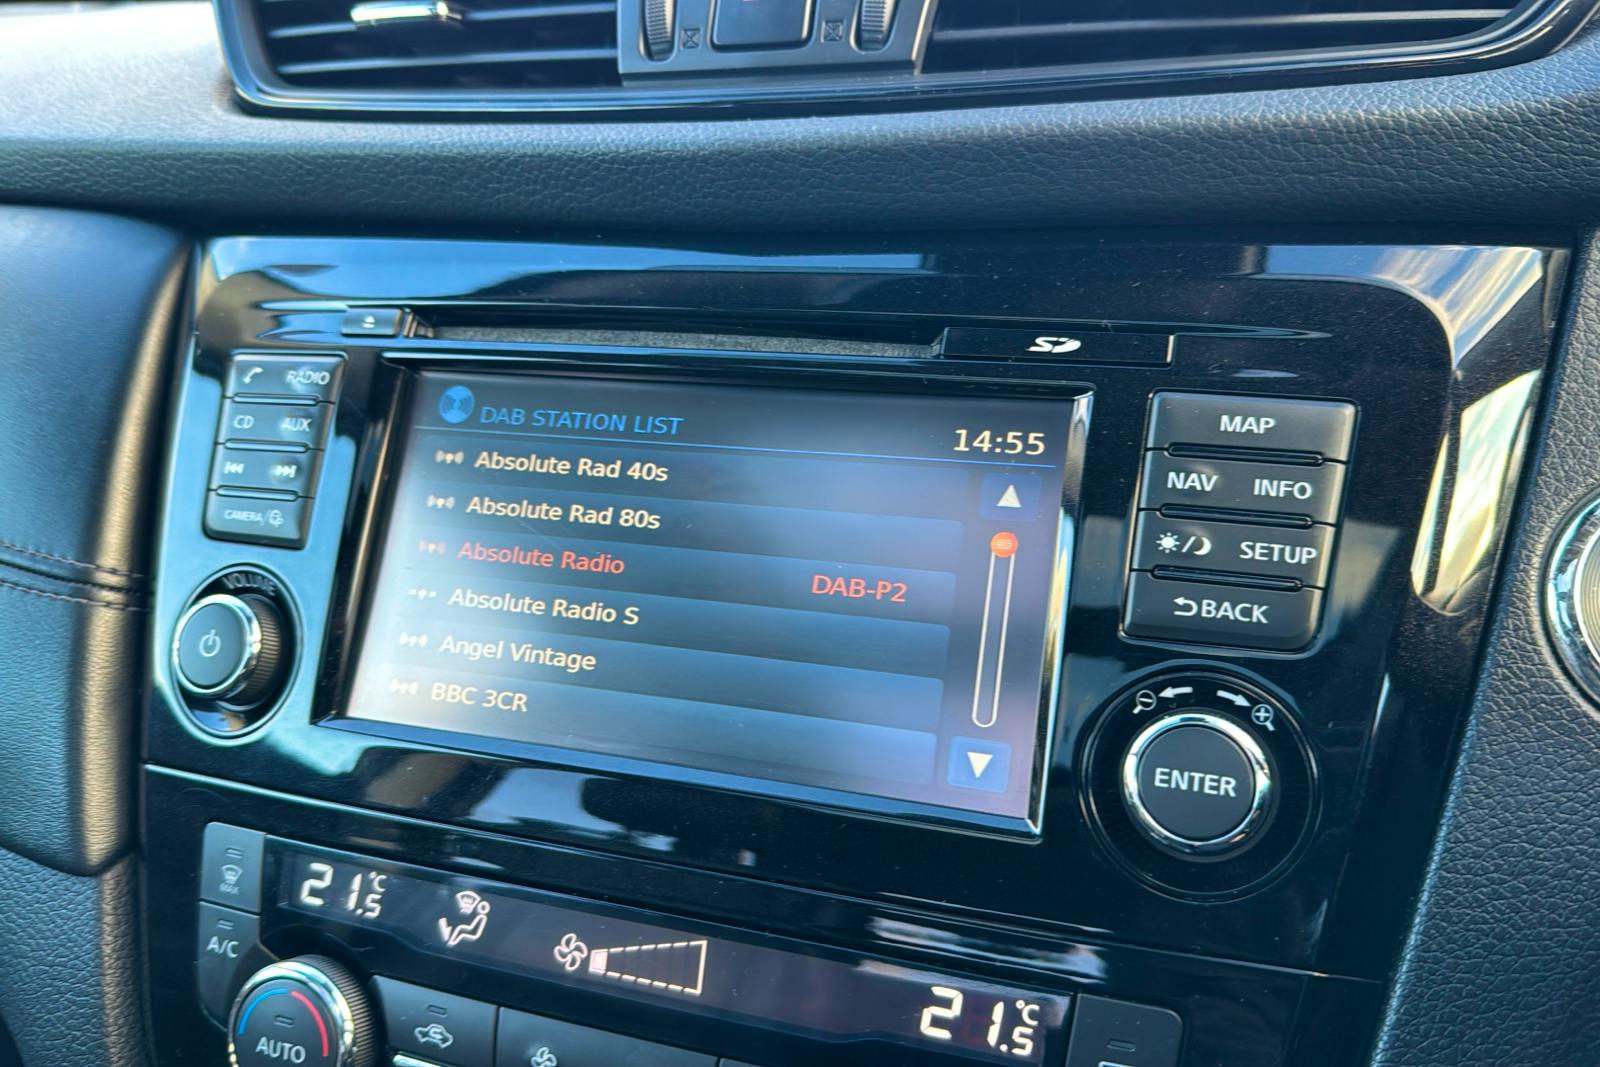 SD
RADIO
CD AUX
CAMERA/
VOLUME
DAB STATION LIST
14:55
Absolute Rad 40s
Absolute Rad 80s
Absolute Radio DAB-P2
Absolute Radio S
Angel Vintage
BBC 3CR
MAP
NAV INFO
SETUP
BACK
ENTER
MAX
A/C
AUTO
21.5°C
21.5°C